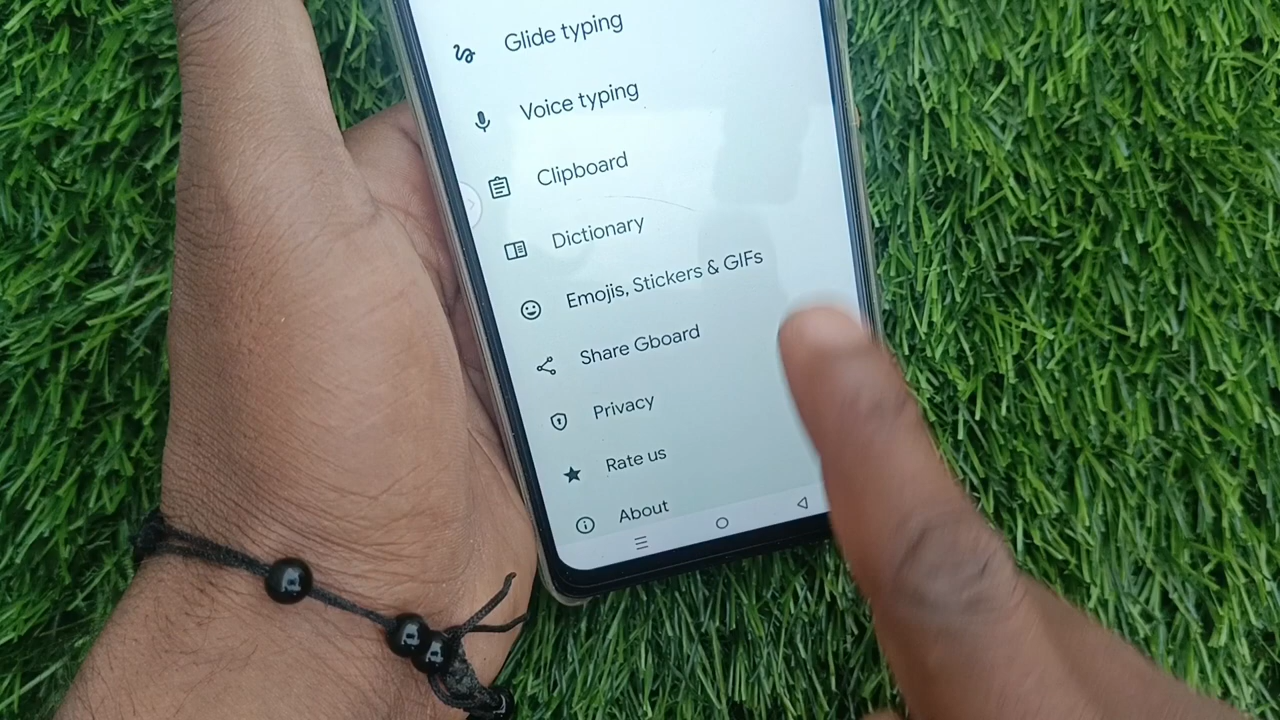 Glide typing
Voice typing
Clipboard
Dictionary
Emojis, Stickers & GIFs
Share Gboard
Privacy
Rate us
About